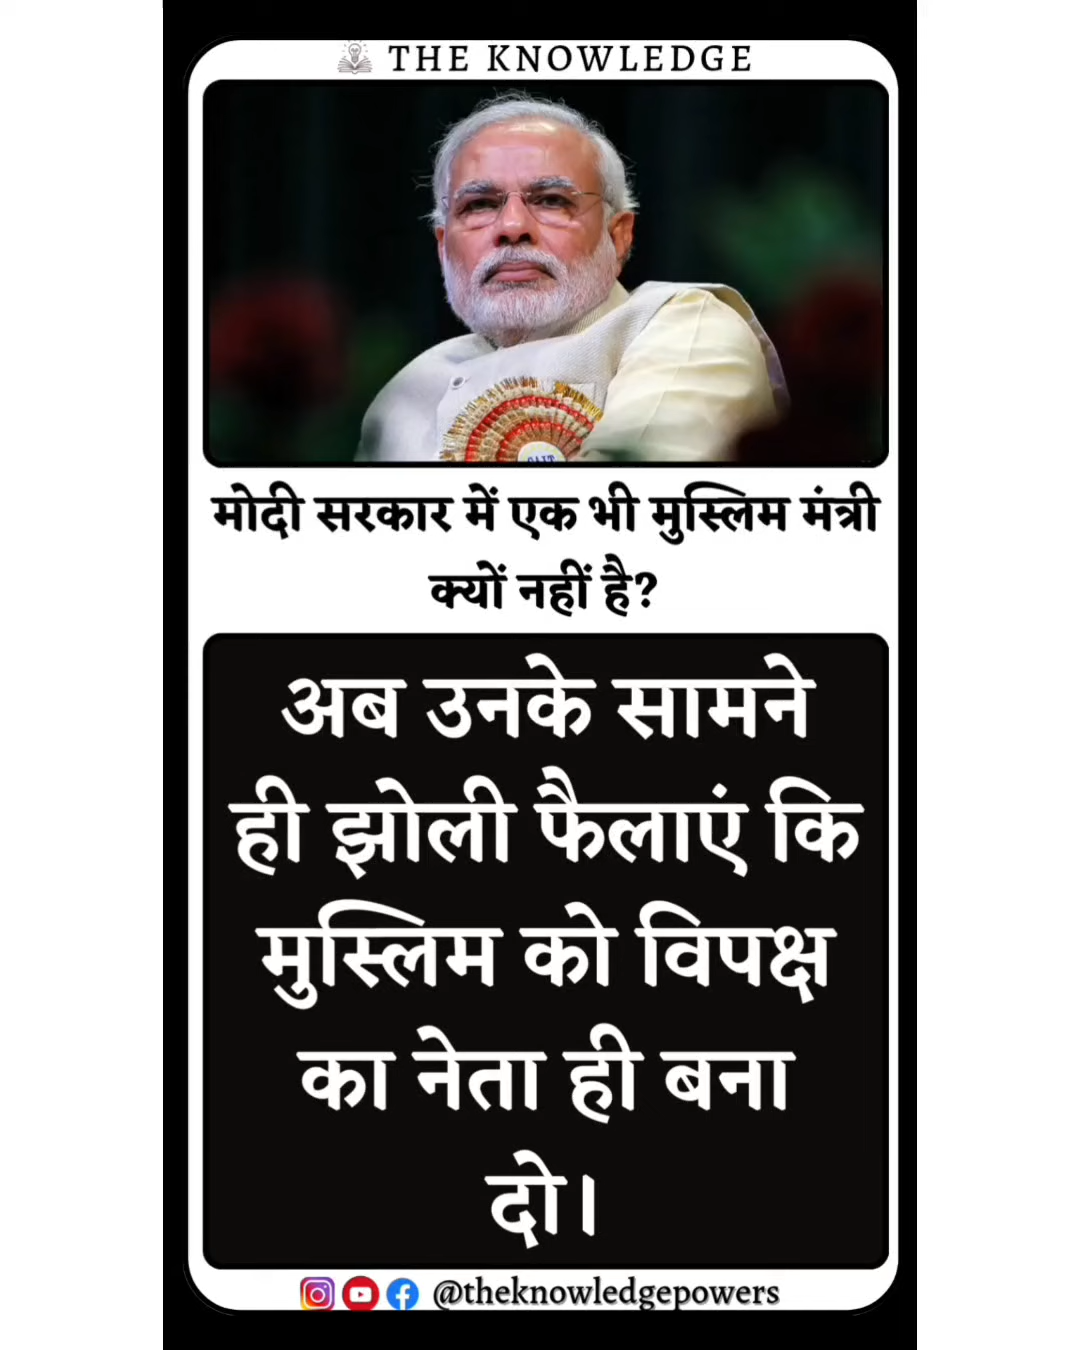 THE KNOWLEDGE
मोदी सरकार में एक भी मुस्लिम मंत्री
क्यों नहीं है?
अब उनके सामने
ही झोली फैलाएं कि
मुस्लिम को विपक्ष
का नेता ही बना
दो।
@theknowledgepowers